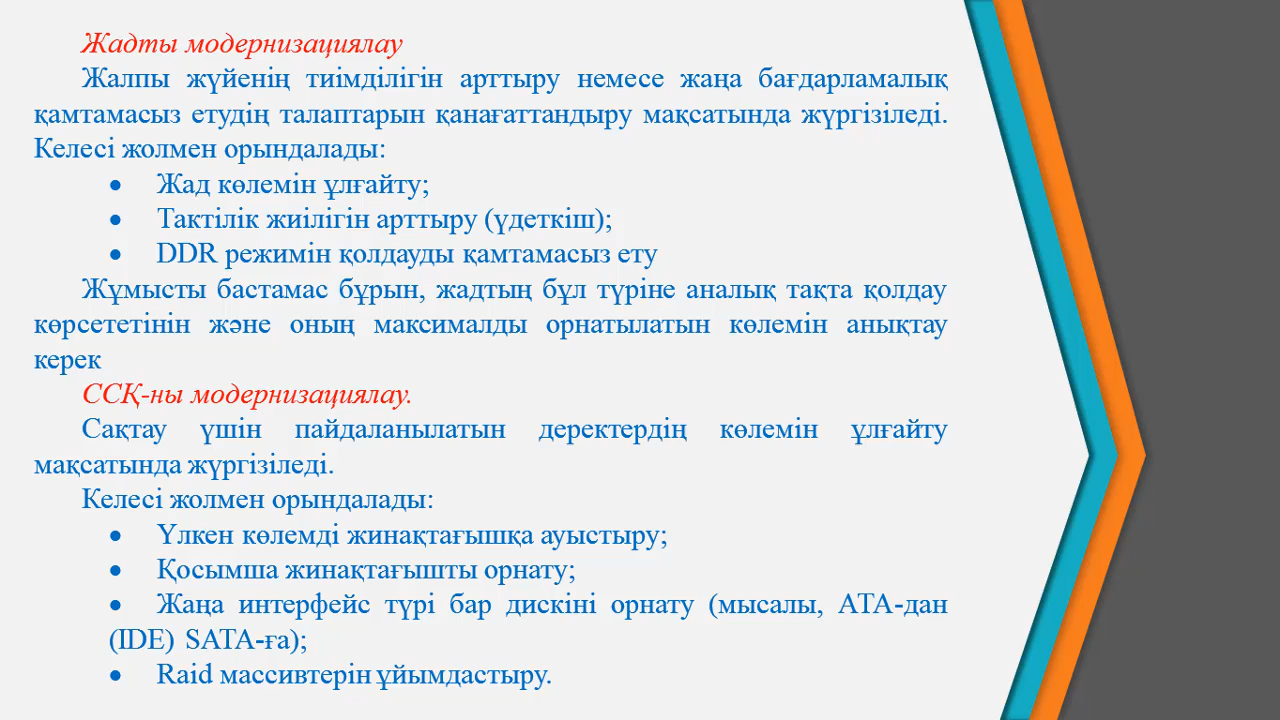 Жадты модернизациялау
Жалпы жүйенің тиімділігін арттыру немесе жаңа бағдарламалық
қамтамасыз етудің талаптарын қанағаттандыру мақсатында жүргізіледі.
Келесі жолмен орындалады:
• Жад көлемін ұлғайту;
• Тактілік жиілігін арттыру (үдеткіш);
• DDR режимін қолдауды қамтамасыз ету
Жұмысты бастамас бұрын, жадтың бұл түріне аналық тақта қолдау
көрсететінін және оның максималды орнатылатын көлемін анықтау
керек
ССҚ-ны модернизациялау.
Сақтау үшін пайдаланылатын деректердің көлемін ұлғайту
мақсатында жүргізіледі.
Келесі жолмен орындалады:
• Үлкен көлемді жинақтағышқа ауыстыру;
• Қосымша жинақтағышты орнату;
• Жаңа интерфейс түрі бар дискіні орнату (мысалы, АТА-дан
(IDE) SATA-ға);
• Raid массивтерін ұйымдастыру.